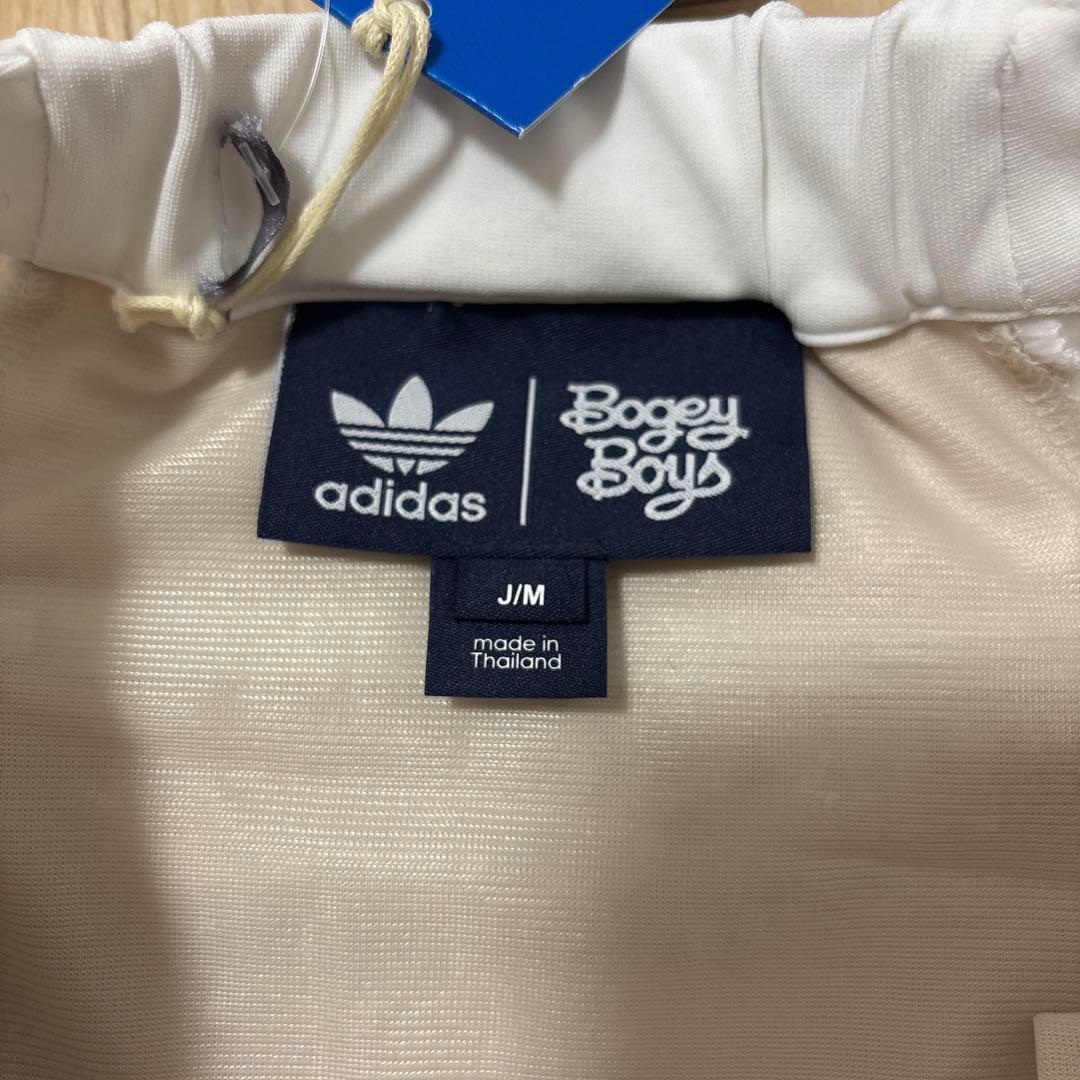 adidas
Bogey
Boys
J/M
made in
Thailand